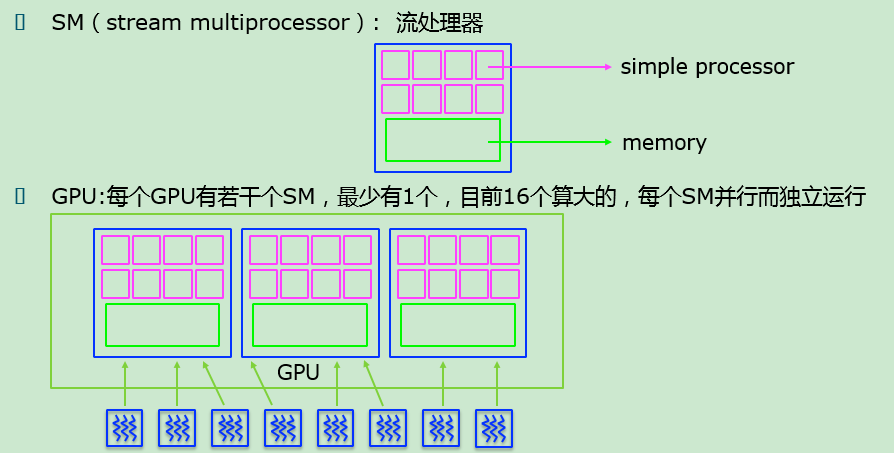 SM（stream multiprocessor）: 流处理器
simple processor
memory
GPU:每个GPU有若干个SM，最少有1个，目前16个算大的，每个SM并行而独立运行
GPU